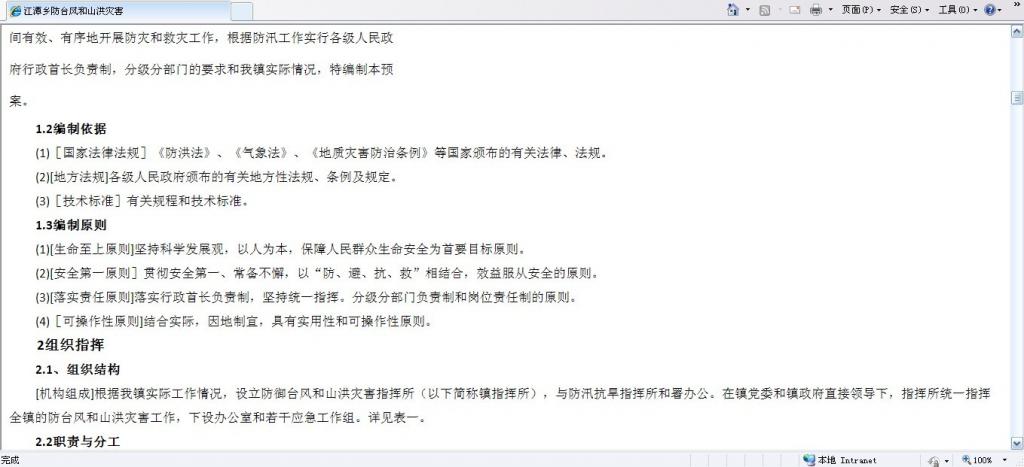 江潭乡防台风和山洪灾害
页面(P) 安全(S) 工具(O)
间有效、有序地开展防灾和救灾工作，根据防汛工作实行各级人民政
府行政首长负责制，分级分部门的要求和我镇实际情况，特编制本预
案。
1.2编制依据
(1)［国家法律法规］《防洪法》、《气象法》、《地质灾害防治条例》等国家颁布的有关法律、法规。
(2)[地方法规]各级人民政府颁布的有关地方性法规、条例及规定。
(3)［技术标准］有关规程和技术标准。
1.3编制原则
(1)[生命至上原则]坚持科学发展观，以人为本，保障人民群众生命安全为首要目标原则。
(2)[安全第一原则］贯彻安全第一、常备不懈，以“防、避、抗、救”相结合，效益服从安全的原则。
(3)[落实责任原则]落实行政首长负责制，坚持统一指挥。分级分部门负责制和岗位责任制的原则。
(4)［可操作性原则]结合实际，因地制宜，具有实用性和可操作性原则。
2组织指挥
2.1、组织结构
[机构组成]根据我镇实际工作情况，设立防御台风和山洪灾害指挥所（以下简称镇指挥所），与防汛抗旱指挥所和署办公。在镇党委和镇政府直接领导下，指挥所统一指挥
全镇的防台风和山洪灾害工作，下设办公室和若干应急工作组。详见表一。
2.2职责与分工
完成 本地 Intranet 100%